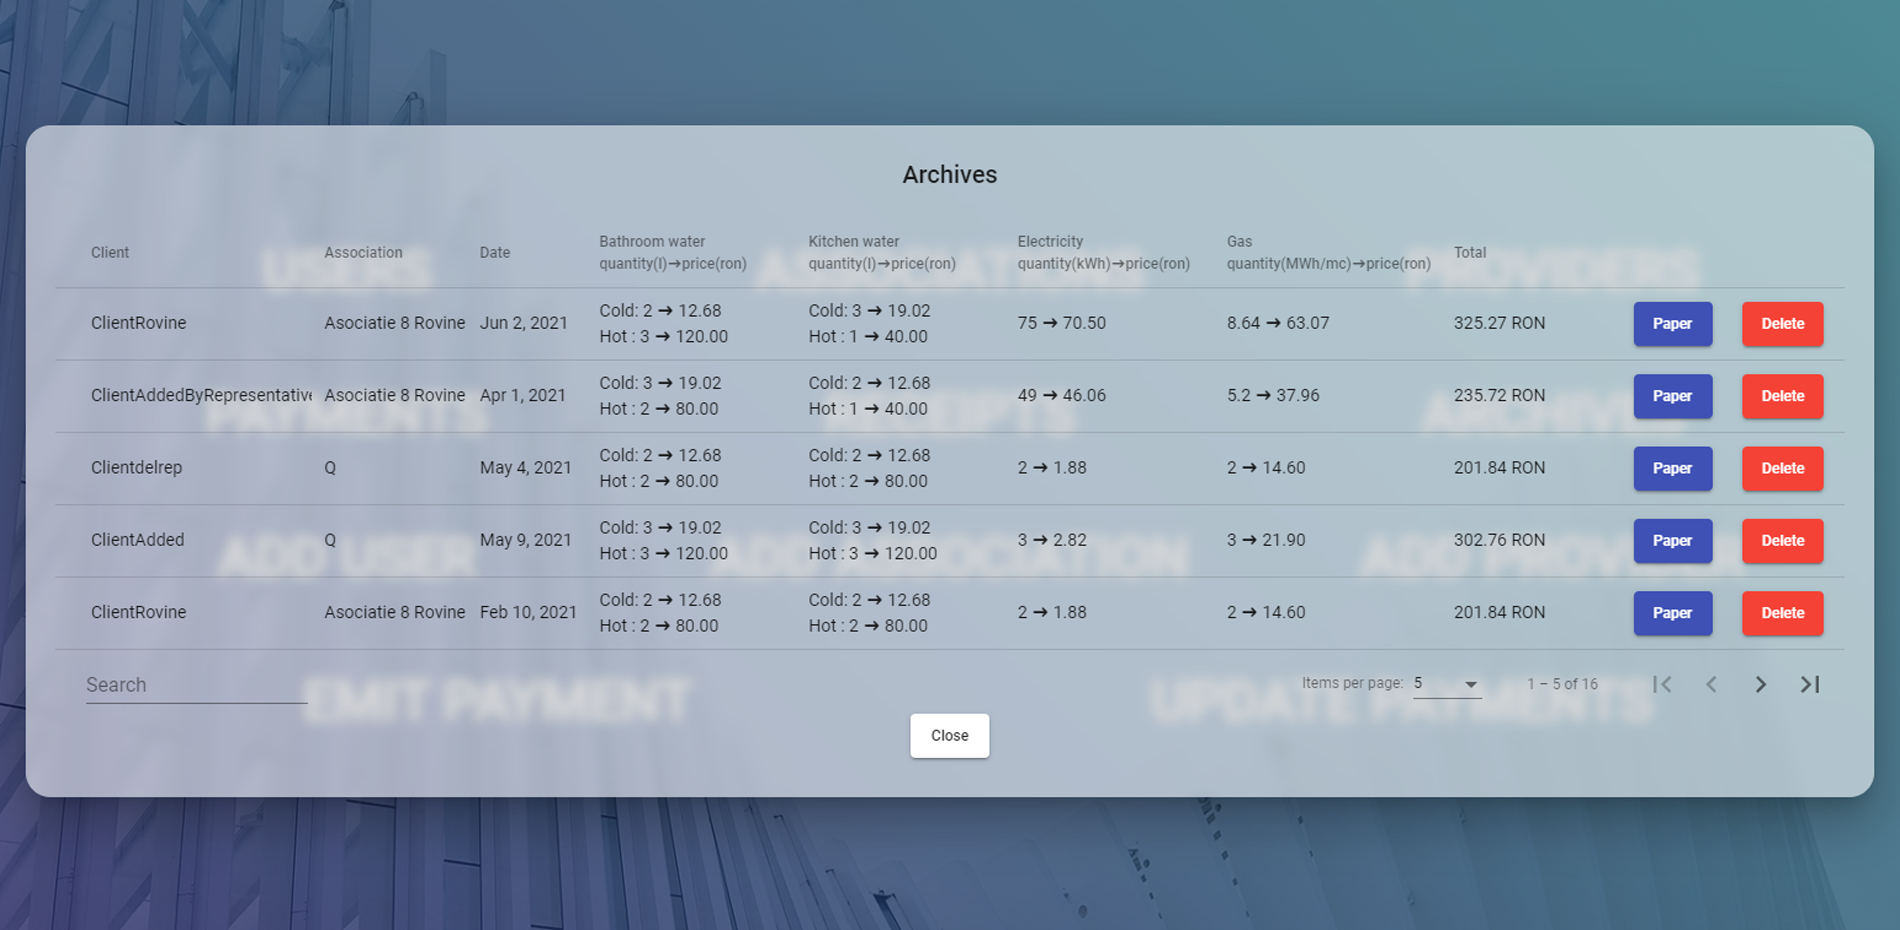 Archives
Client Association Date Bathroom water quantity(l)→price(ron) Kitchen water quantity(l)→price(ron) Electricity quantity(kWh)→price(ron) Gas quantity(MWh/mc)→price(ron) Total
ClientRovine Asociatie 8 Rovine Jun 2, 2021 Cold: 2 → 12.68 Hot : 3 → 120.00 Cold: 3 → 19.02 Hot : 1 → 40.00 75 → 70.50 8.64 → 63.07 325.27 RON Paper Delete
ClientAddedByRepresentative Asociatie 8 Rovine Apr 1, 2021 Cold: 3 → 19.02 Hot : 2 → 80.00 Cold: 2 → 12.68 Hot : 1 → 40.00 49 → 46.06 5.2 → 37.96 235.72 RON Paper Delete
Clientdelrep Q May 4, 2021 Cold: 2 → 12.68 Hot : 2 → 80.00 Cold: 2 → 12.68 Hot : 2 → 80.00 2 → 1.88 2 → 14.60 201.84 RON Paper Delete
ClientAdded Q May 9, 2021 Cold: 3 → 19.02 Hot : 3 → 120.00 Cold: 3 → 19.02 Hot : 3 → 120.00 3 → 2.82 3 → 21.90 302.76 RON Paper Delete
ClientRovine Asociatie 8 Rovine Feb 10, 2021 Cold: 2 → 12.68 Hot : 2 → 80.00 Cold: 2 → 12.68 Hot : 2 → 80.00 2 → 1.88 2 → 14.60 201.84 RON Paper Delete
Search Items per page: 5 1 – 5 of 16
Close
USERS ASSOCIATIONS PROVIDERS
PAYMENTS RECEIPTS ARCHIVES
ADD USER ADD ASSOCIATION ADD PROVIDER
EMIT PAYMENT UPDATE PAYMENTS